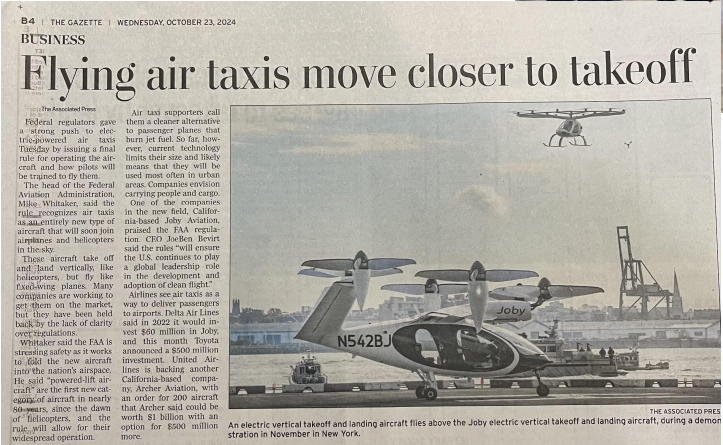 B4 | THE GAZETTE | WEDNESDAY, OCTOBER 23, 2024
BUSINESS
Flying air taxis move closer to takeoff
The Associated Press
Federal regulators gave
a strong push to elec-
tric-powered air taxis
Tuesday by issuing a final
rule for operating the air-
craft and how pilots will
be trained to fly them.
The head of the Federal
Aviation Administration,
Mike Whitaker, said the
rule recognizes air taxis
as an entirely new type of
aircraft that will soon join
airplanes and helicopters
in the sky.
These aircraft take off
and land vertically, like
helicopters, but fly like
fixed-wing planes. Many
companies are working to
get them on the market,
but they have been held
back by the lack of clarity
over regulations.
Whitaker said the FAA is
stressing safety as it works
to fold the new aircraft
into the nation's airspace.
He said "powered-lift air-
craft" are the first new cat-
egory of aircraft in nearly
80 years, since the dawn
of helicopters, and the
rule will allow for their
widespread operation.
Air taxi supporters call
them a cleaner alternative
to passenger planes that
burn jet fuel. So far, how-
ever, current technology
limits their size and likely
means that they will be
used most often in urban
areas. Companies envision
carrying people and cargo.
One of the companies
in the new field, Califor-
nia-based Joby Aviation,
praised the FAA regula-
tion. CEO JoeBen Bevirt
said the rules "will ensure
the U.S. continues to play
a global leadership role
in the development and
adoption of clean flight."
Airlines see air taxis as a
way to deliver passengers
to airports. Delta Air Lines
said in 2022 it would in-
vest $60 million in Joby,
and this month Toyota
announced a $500 million
investment. United Air-
lines is backing another
California-based compa-
ny, Archer Aviation, with
an order for 200 aircraft
that Archer said could be
worth $1 billion with an
option for $500 million
more.
Joby
N542BJ
THE ASSOCIATED PRES
An electric vertical takeoff and landing aircraft flies above the Joby electric vertical takeoff and landing aircraft, during a demon
stration in November in New York.